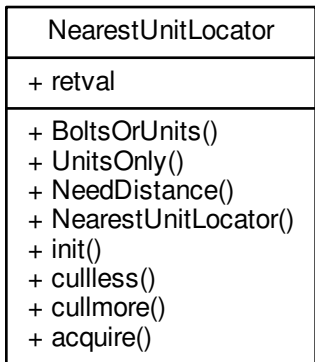 NearestUnitLocator
+ retval
+ BoltsOrUnits()
+ UnitsOnly()
+ NeedDistance()
+ NearestUnitLocator()
+ init()
+ cullless()
+ cullmore()
+ acquire()